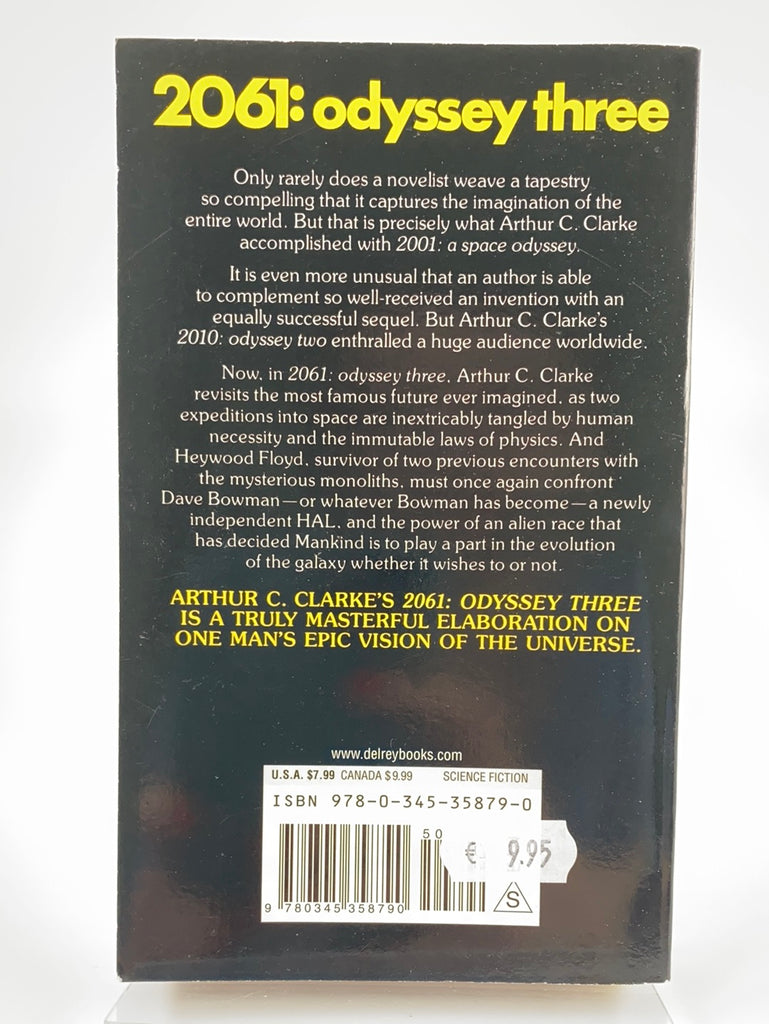 2061: odyssey three
Only rarely does a novelist weave a tapestry
so compelling that it captures the imagination of the
entire world. But that is precisely what Arthur C. Clarke
accomplished with 2001: a space odyssey.
It is even more unusual that an author is able
to complement so well-received an invention with an
equally successful sequel. But Arthur C. Clarke's
2010: odyssey two enthralled a huge audience worldwide.
Now, in 2061: odyssey three, Arthur C. Clarke
revisits the most famous future ever imagined, as two
expeditions into space are inextricably tangled by human
necessity and the immutable laws of physics. And
Heywood Floyd, survivor of two previous encounters with
the mysterious monoliths, must once again confront
Dave Bowman—or whatever Bowman has become—a newly
independent HAL, and the power of an alien race that
has decided Mankind is to play a part in the evolution
of the galaxy whether it wishes to or not.
ARTHUR C. CLARKE'S 2061: ODYSSEY THREE
IS A TRULY MASTERFUL ELABORATION ON
ONE MAN'S EPIC VISION OF THE UNIVERSE.
www.delreybooks.com
U.S.A. $7.99 CANADA $9.99 SCIENCE FICTION
ISBN 978-0-345-35879-0
50
€ 9.95
S
9 780345 358790